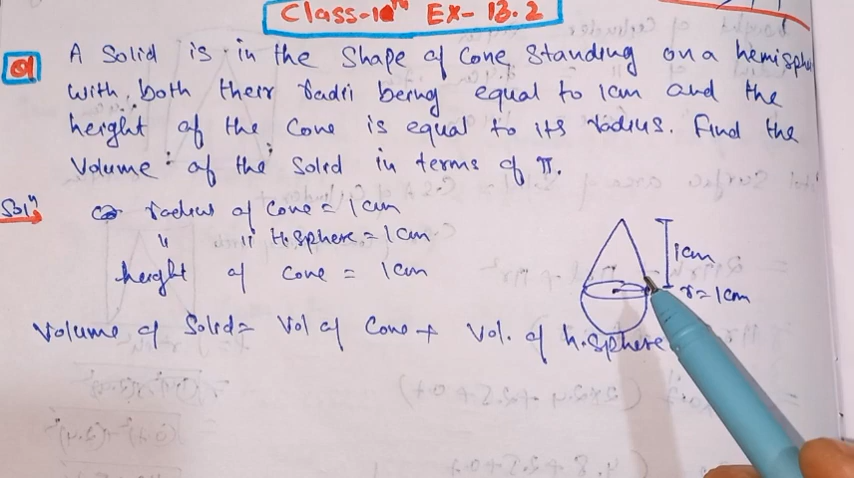 Class-10th EX-13.2
Q1 A Solid is in the Shape of Cone Standing on a hemisphe
with both their radii being equal to 1cm and the
height of the Cone is equal to its radius. Find the
Volume of the Solid in terms of π.
Solⁿ, radius of Cone = 1cm
" " H.Sphere = 1cm
height of Cone = 1cm
1cm
r=1cm
Volume of Solid= Vol of Cone + Vol. of h.Sphere